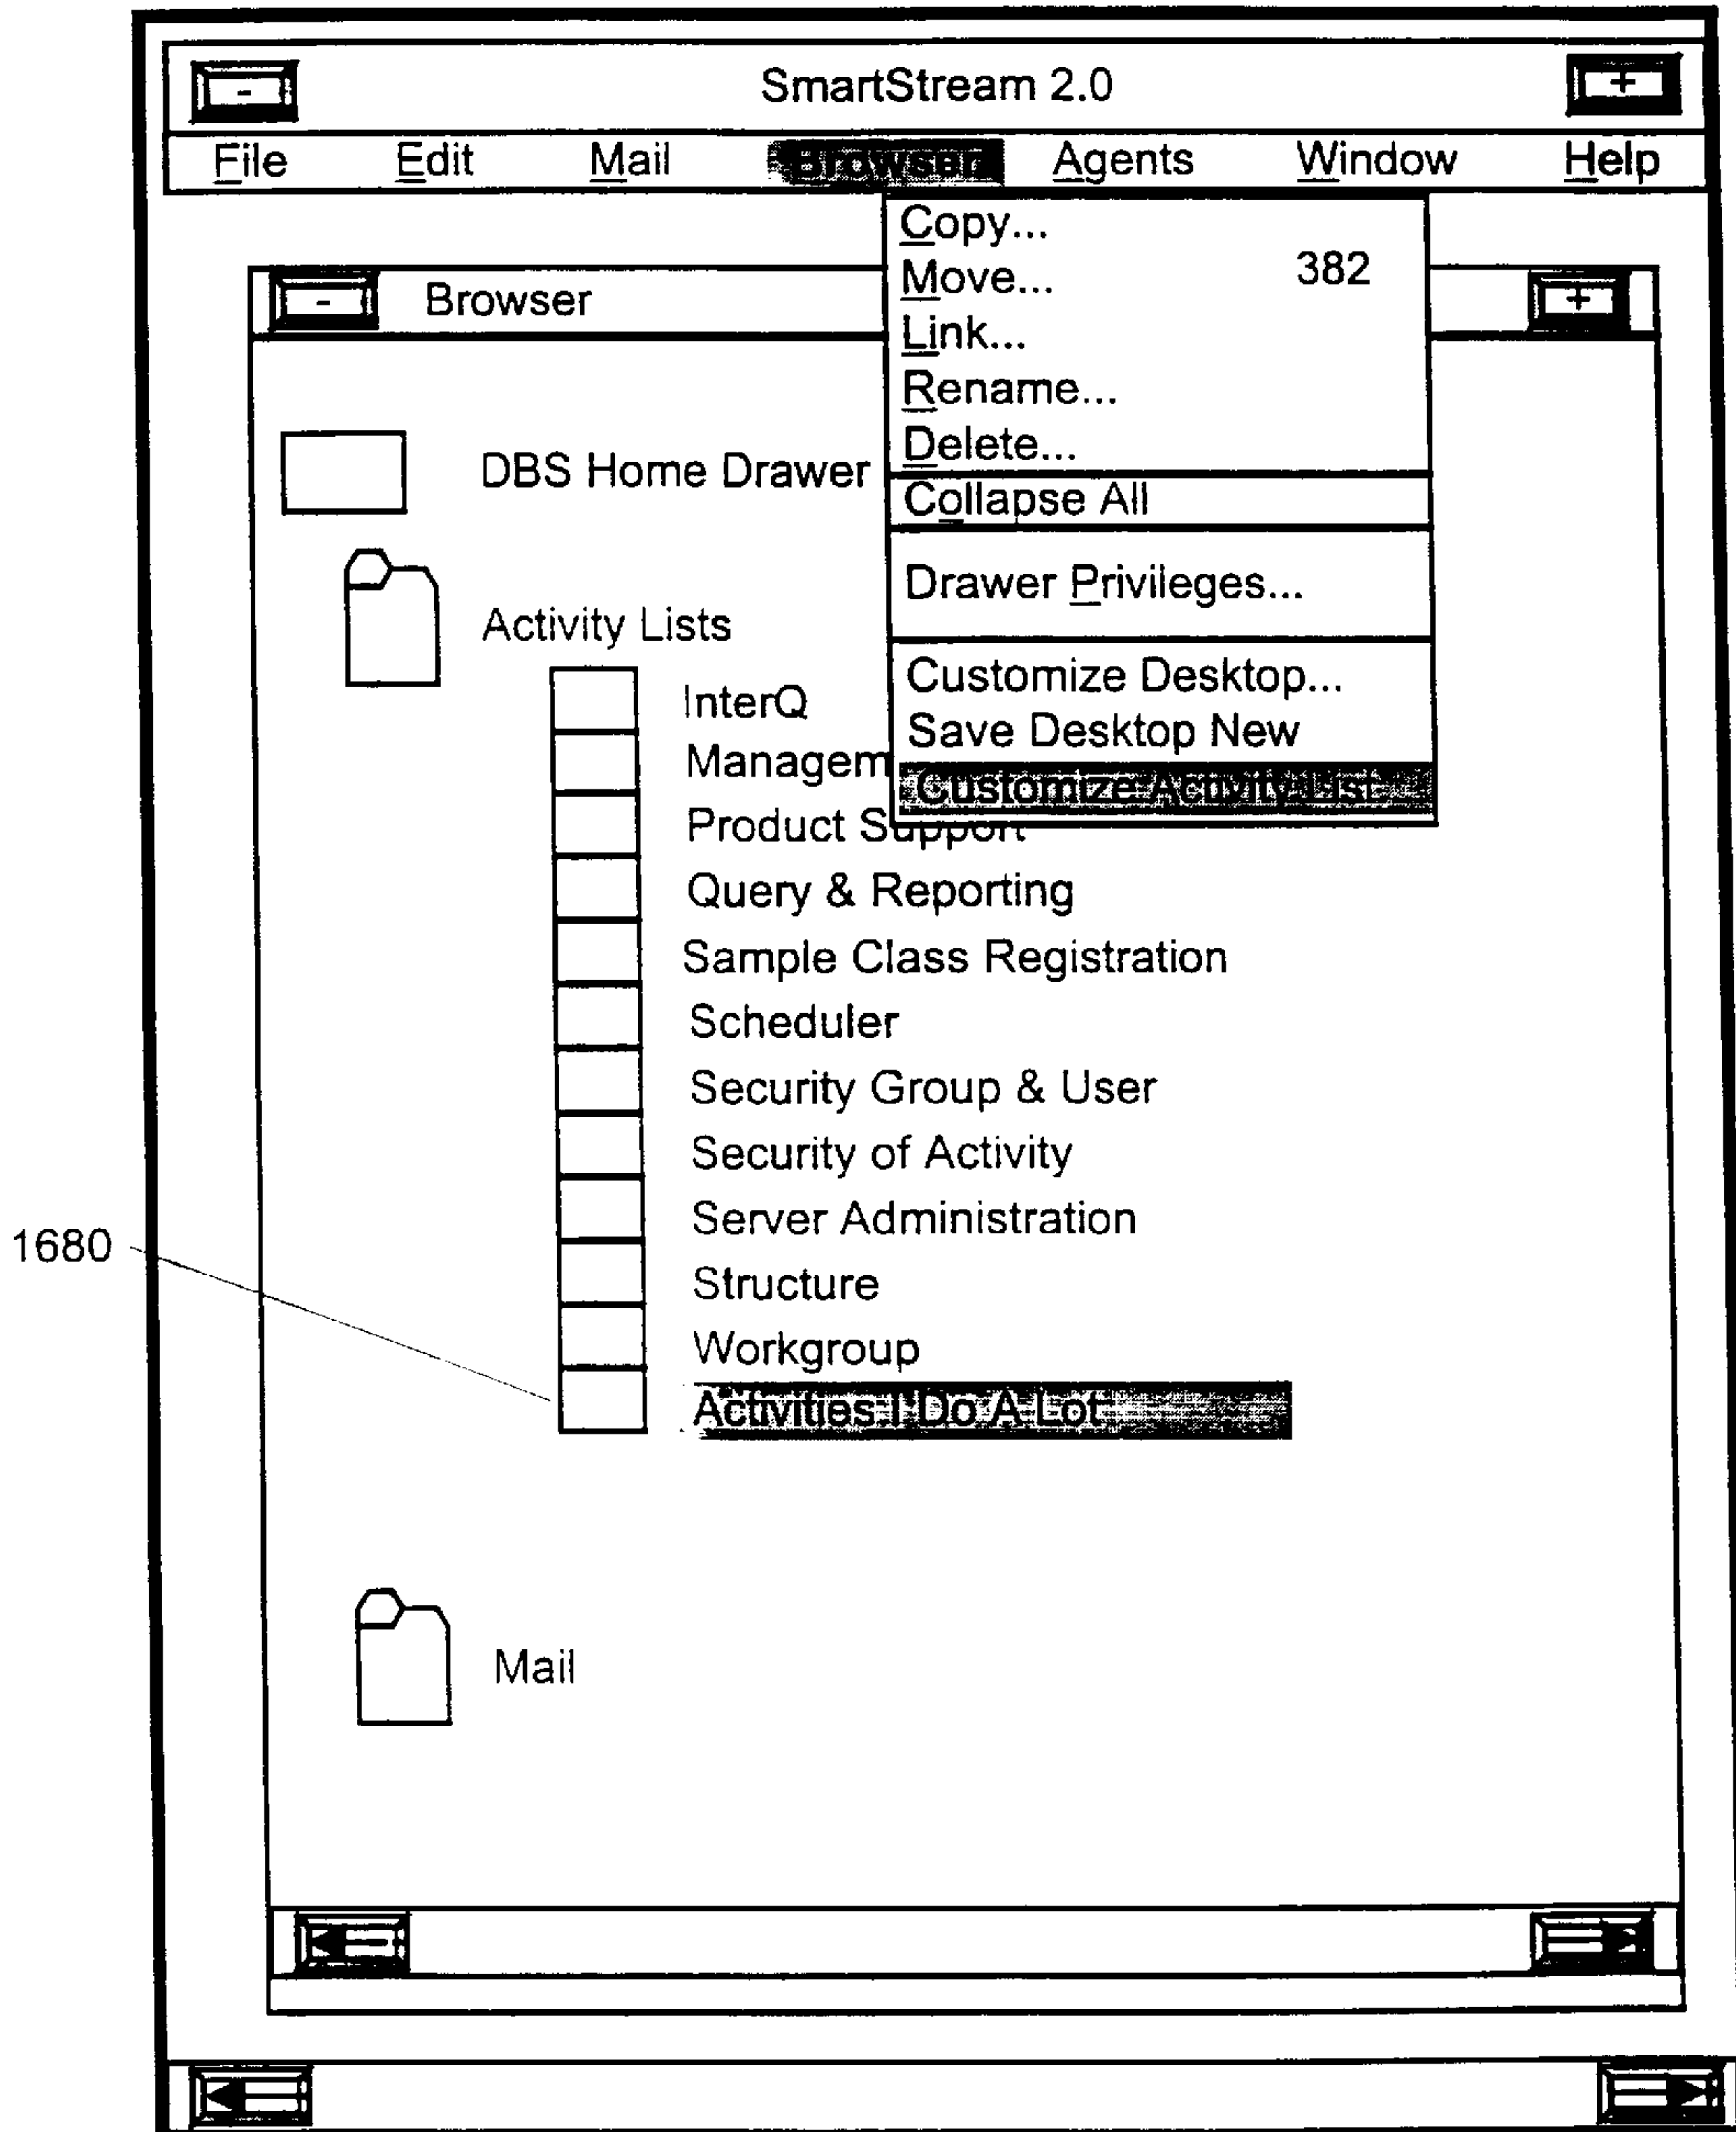 SmartStream 2.0
File Edit Mail Browser Agents Window Help
Copy...
Move... 382
Link...
Rename...
Delete...
Collapse All
Drawer Privileges...
Customize Desktop...
Save Desktop New
Customize Activity List
Browser
DBS Home Drawer
Activity Lists
InterQ
Managem
Product Support
Query & Reporting
Sample Class Registration
Scheduler
Security Group & User
Security of Activity
Server Administration
1680
Structure
Workgroup
Activities I Do A Lot
Mail